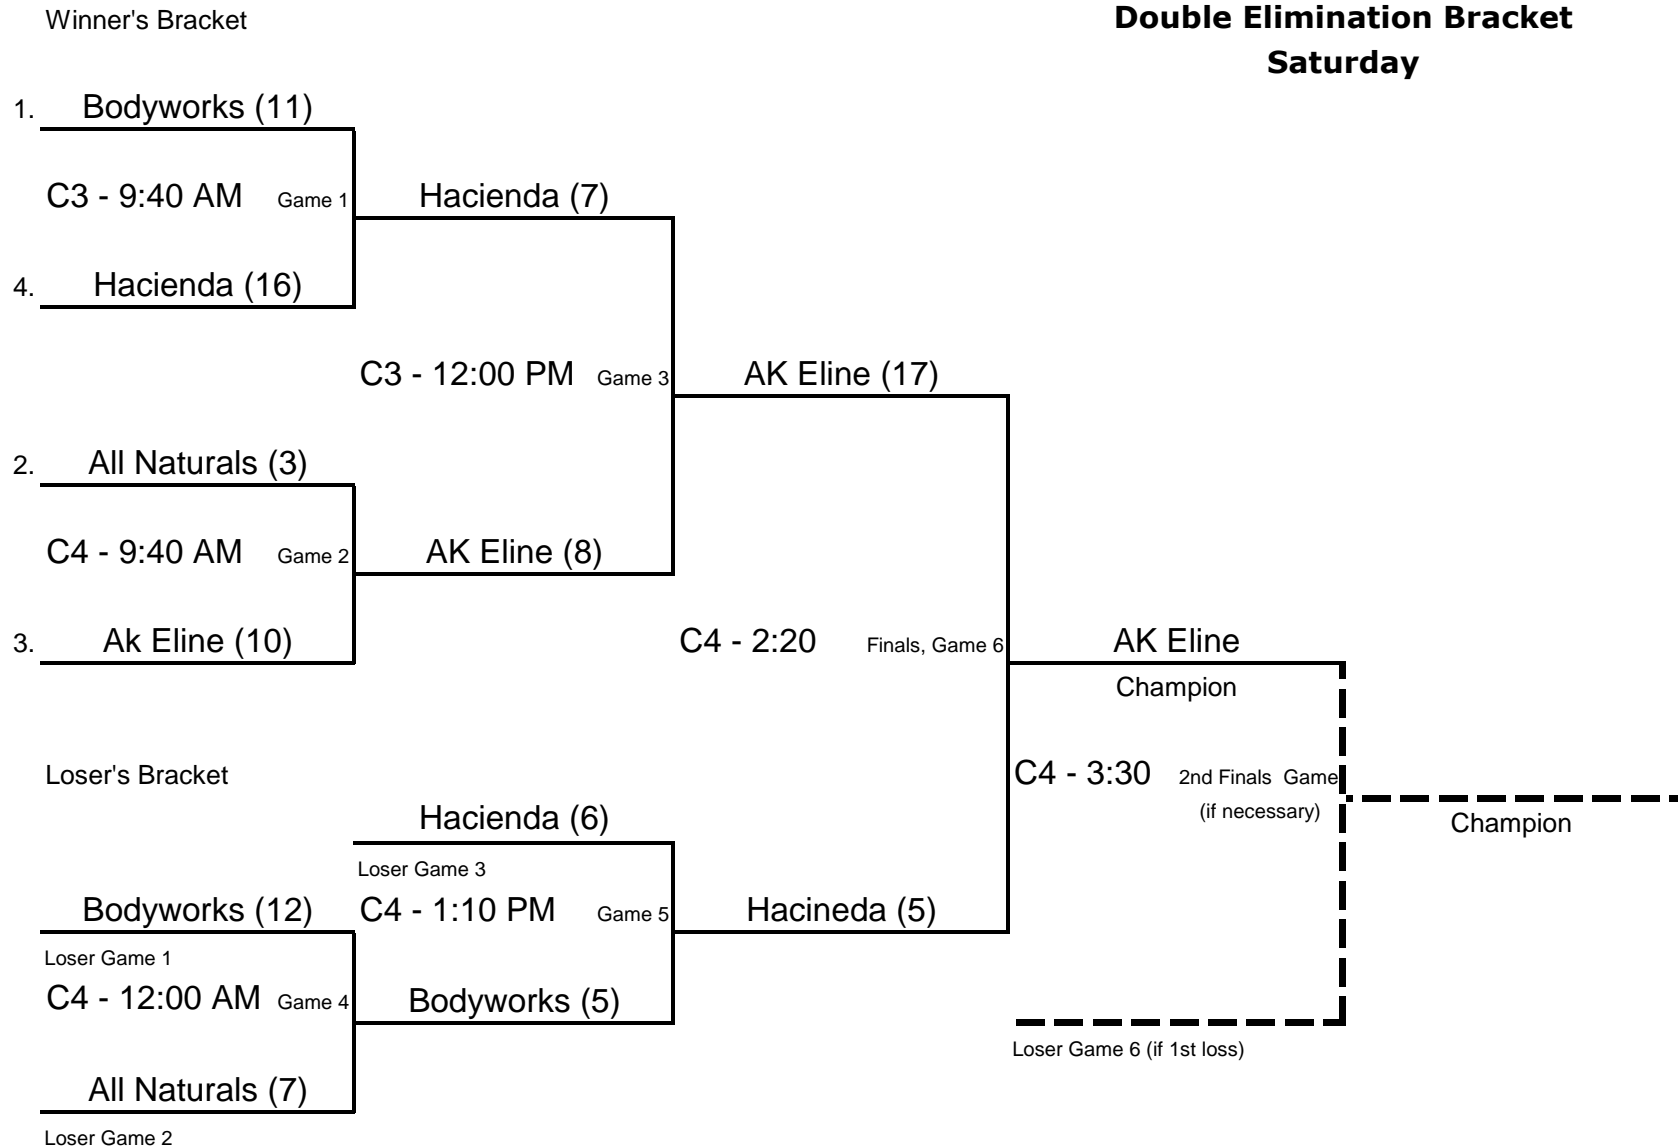 Winner's Bracket
Double Elimination Bracket
Saturday
1. Bodyworks (11)
C3 - 9:40 AM Game 1
Hacienda (7)
4. Hacienda (16)
C3 - 12:00 PM Game 3
AK Eline (17)
2. All Naturals (3)
C4 - 9:40 AM Game 2
AK Eline (8)
3. Ak Eline (10)
C4 - 2:20 Finals, Game 6
AK Eline
Champion
Loser's Bracket
C4 - 3:30 2nd Finals Game
(if necessary)
Champion
Hacienda (6)
Loser Game 3
Bodyworks (12)
C4 - 1:10 PM Game 5
Hacineda (5)
Loser Game 1
C4 - 12:00 AM Game 4
Bodyworks (5)
Loser Game 6 (if 1st loss)
All Naturals (7)
Loser Game 2